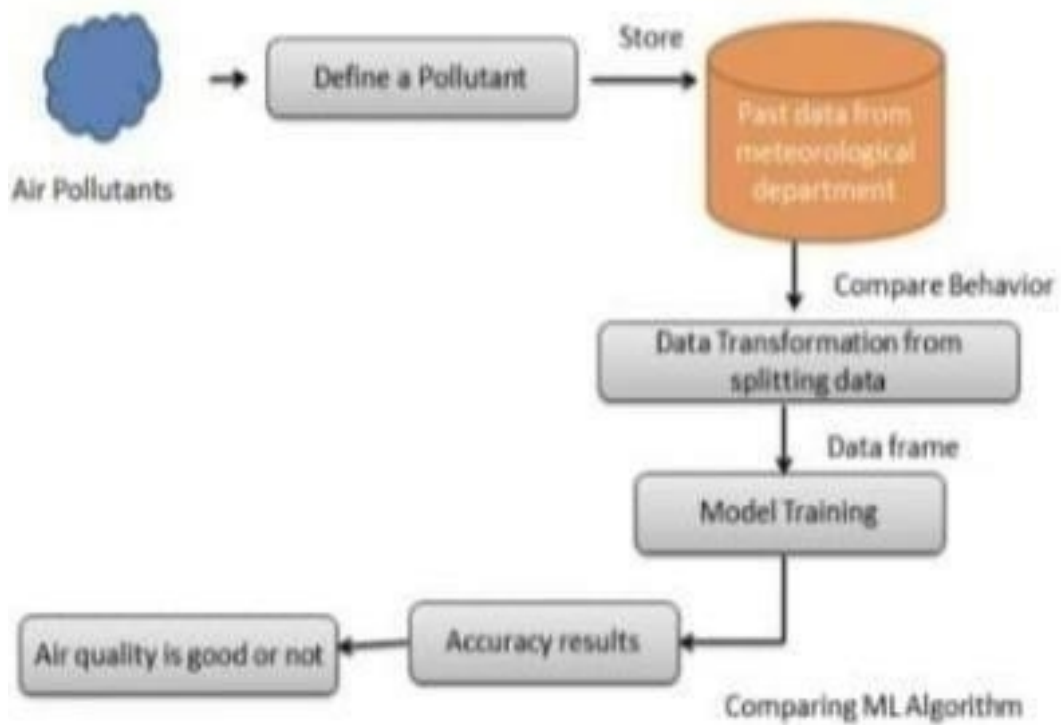 Store
Define a Pollutant
Past data from
meteorological
department
Air Pollutants
Compare Behavior
Data Transformation from
splitting data
Data frame
Model Training
Accuracy results
Air quality is good or not
Comparing ML Algorithm